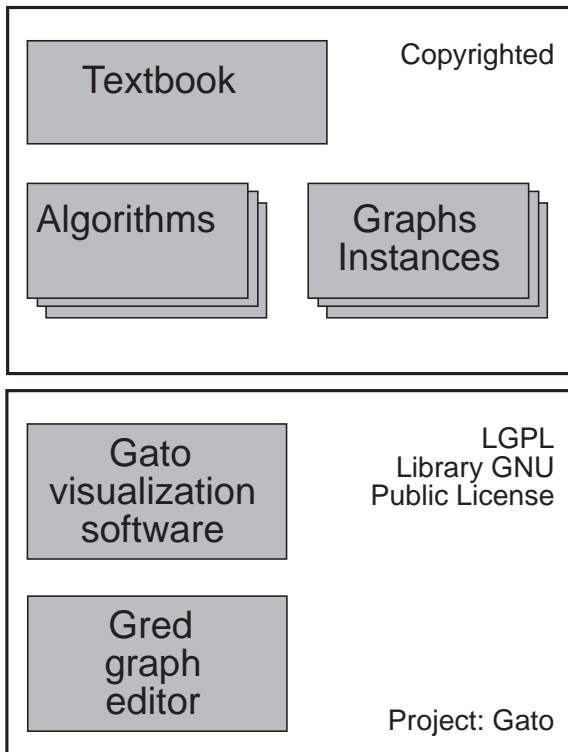 Textbook
Copyrighted
Algorithms
Graphs
Instances
Gato
visualization
software
LGPL
Library GNU
Public License
Gred
graph
editor
Project: Gato